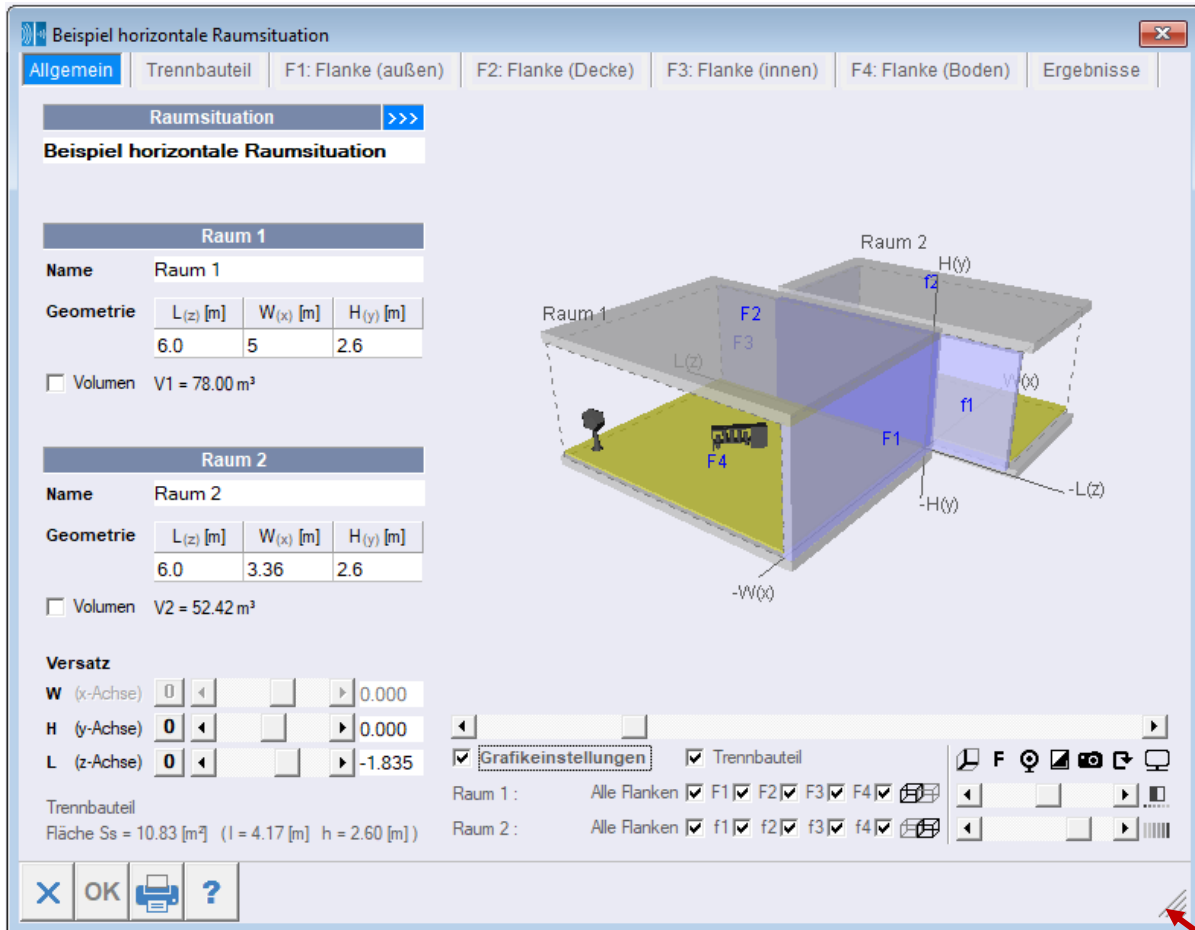 Beispiel horizontale Raumsituation
Allgemein Trennbauteil F1: Flanke (außen) F2: Flanke (Decke) F3: Flanke (innen) F4: Flanke (Boden) Ergebnisse
Raumsituation >>>
Beispiel horizontale Raumsituation
Raum 1
Name Raum 1
Geometrie L(z) [m] W(x) [m] H(y) [m]
6.0 5 2.6
Volumen V1 = 78.00 m³
Raum 2
Name Raum 2
Geometrie L(z) [m] W(x) [m] H(y) [m]
6.0 3.36 2.6
Volumen V2 = 52.42 m³
Versatz
W (x-Achse) 0 0.000
H (y-Achse) 0 0.000
L (z-Achse) 0 -1.835
Trennbauteil
Fläche Ss = 10.83 [m²] ( l = 4.17 [m] h = 2.60 [m] )
Raum 2
H(y)
f2
Raum 1
F2
F3
L(z)
W(x)
f1
F1
F4
-L(z)
-H(y)
-W(x)
Grafikeinstellungen Trennbauteil
F
Raum 1 : Alle Flanken F1 F2 F3 F4
Raum 2 : Alle Flanken f1 f2 f3 f4
OK ?